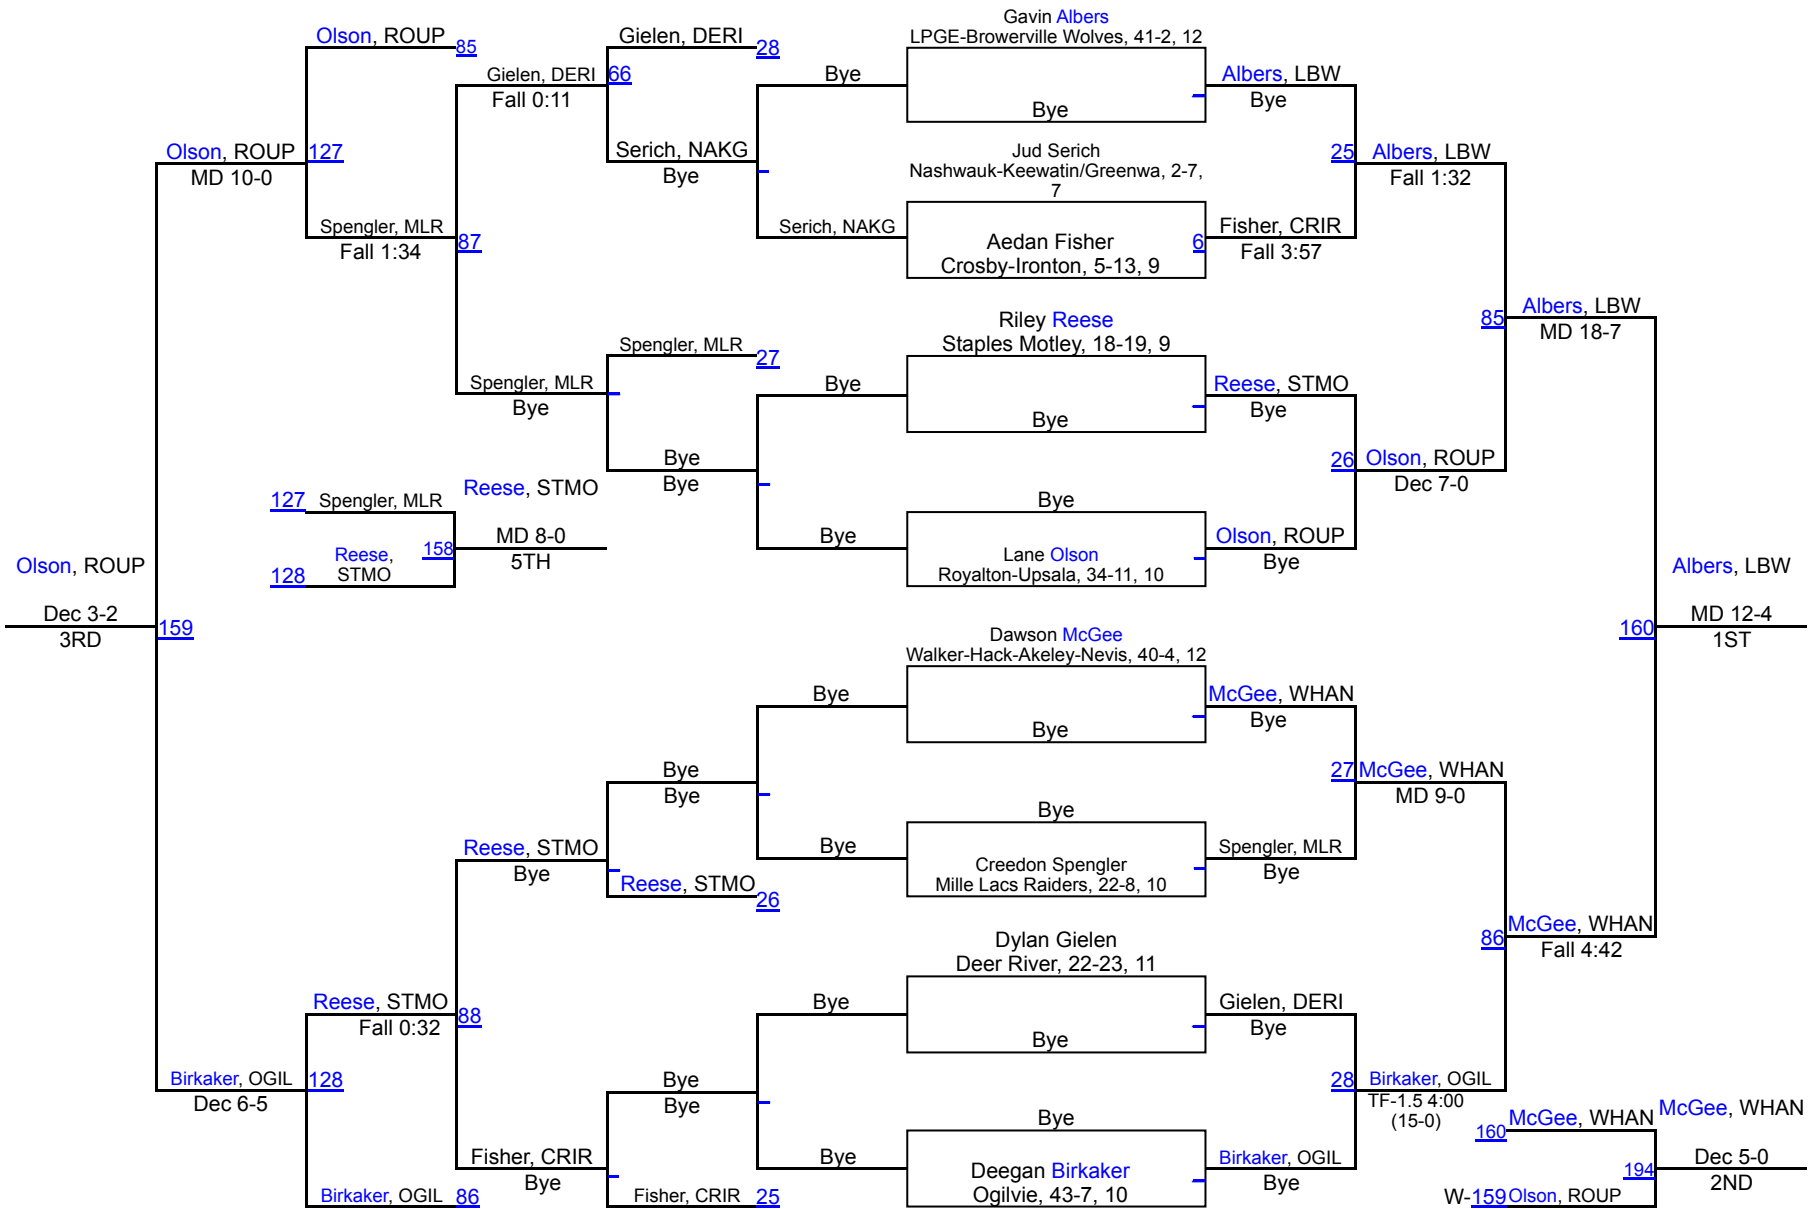 Gavin Albers
LPGE-Browerville Wolves, 41-2, 12
Olson, ROUP
85
Gielen, DERI
28
Gielen, DERI
66
Fall 0:11
Bye
Bye
Albers, LBW
Bye
Olson, ROUP
127
MD 10-0
Serich, NAKG
Bye
Jud Serich
Nashwauk-Keewatin/Greenwa, 2-7,
7
25
Albers, LBW
Fall 1:32
Spengler, MLR
87
Fall 1:34
Serich, NAKG
Aedan Fisher
Crosby-Ironton, 5-13, 9
6
Fisher, CRIR
Fall 3:57
Riley Reese
Staples Motley, 18-19, 9
85
Albers, LBW
MD 18-7
Spengler, MLR
27
Spengler, MLR
Bye
Bye
Bye
Reese, STMO
Bye
Bye
Bye
26
Olson, ROUP
Dec 7-0
127
Spengler, MLR
Reese, STMO
MD 8-0
5TH
158
128
Reese,
STMO
Bye
Bye
Lane Olson
Royalton-Upsala, 34-11, 10
Olson, ROUP
Bye
Olson, ROUP
Dec 3-2
3RD
159
Albers, LBW
MD 12-4
1ST
160
Dawson McGee
Walker-Hack-Akeley-Nevis, 40-4, 12
Bye
Bye
McGee, WHAN
Bye
Bye
Bye
27
McGee, WHAN
MD 9-0
Bye
Bye
Creedon Spengler
Mille Lacs Raiders, 22-8, 10
Spengler, MLR
Bye
Reese, STMO
Bye
Reese, STMO
26
Dylan Gielen
Deer River, 22-23, 11
86
McGee, WHAN
Fall 4:42
Reese, STMO
88
Fall 0:32
Bye
Bye
Gielen, DERI
Bye
Birkaker, OGIL
128
Dec 6-5
Bye
Bye
28
Birkaker, OGIL
TF-1.5 4:00
(15-0)
Bye
Bye
Deegan Birkaker
Ogilvie, 43-7, 10
Birkaker, OGIL
Bye
Fisher, CRIR
Bye
Birkaker, OGIL
86
Fisher, CRIR
25
160
McGee, WHAN
McGee, WHAN
Dec 5-0
2ND
194
W-159
Olson, ROUP